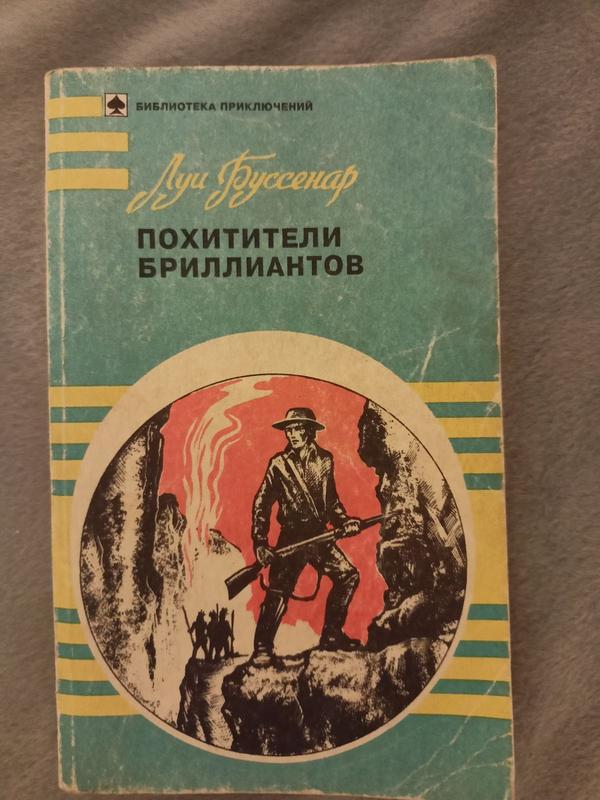 БИБЛИОТЕКА ПРИКЛЮЧЕНИЙ
Луи Буссенар
ПОХИТИТЕЛИ
БРИЛЛИАНТОВ